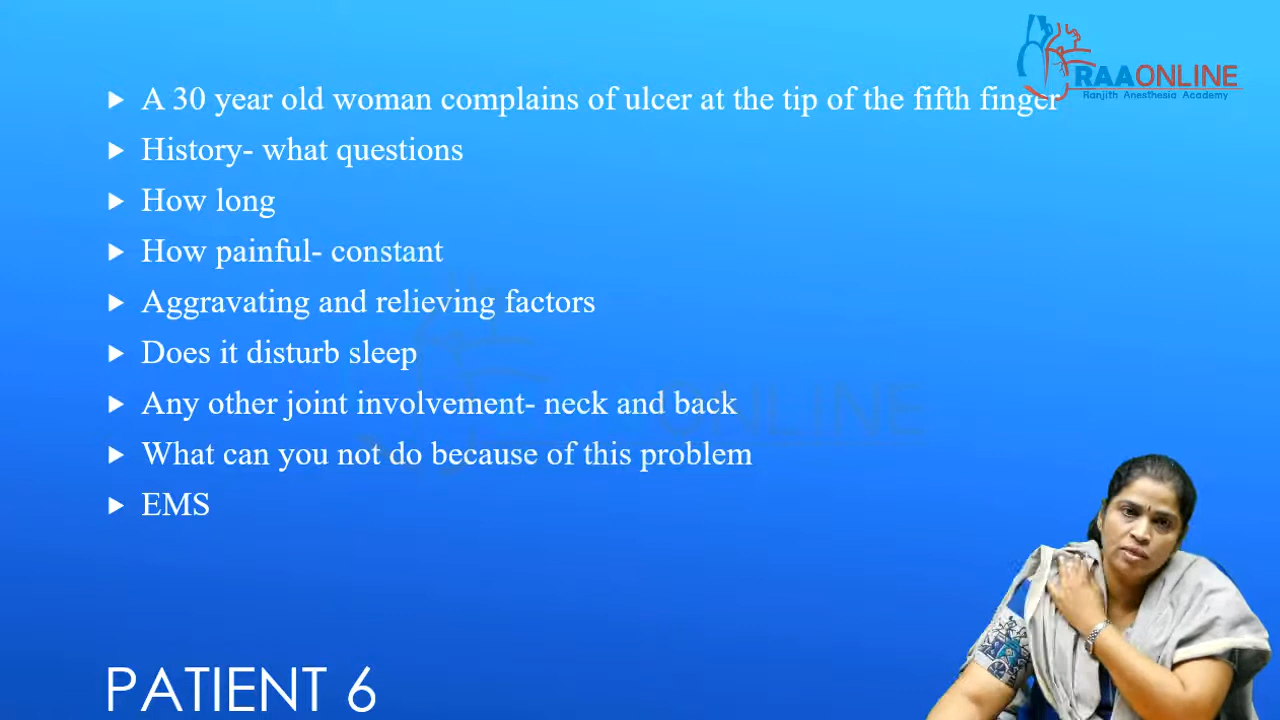 RAAONLINE
Ranjith Anesthesia Academy
A 30 year old woman complains of ulcer at the tip of the fifth finger
History- what questions
How long
How painful- constant
Aggravating and relieving factors
Does it disturb sleep
Any other joint involvement- neck and back
What can you not do because of this problem
EMS
ONLINE
PATIENT 6